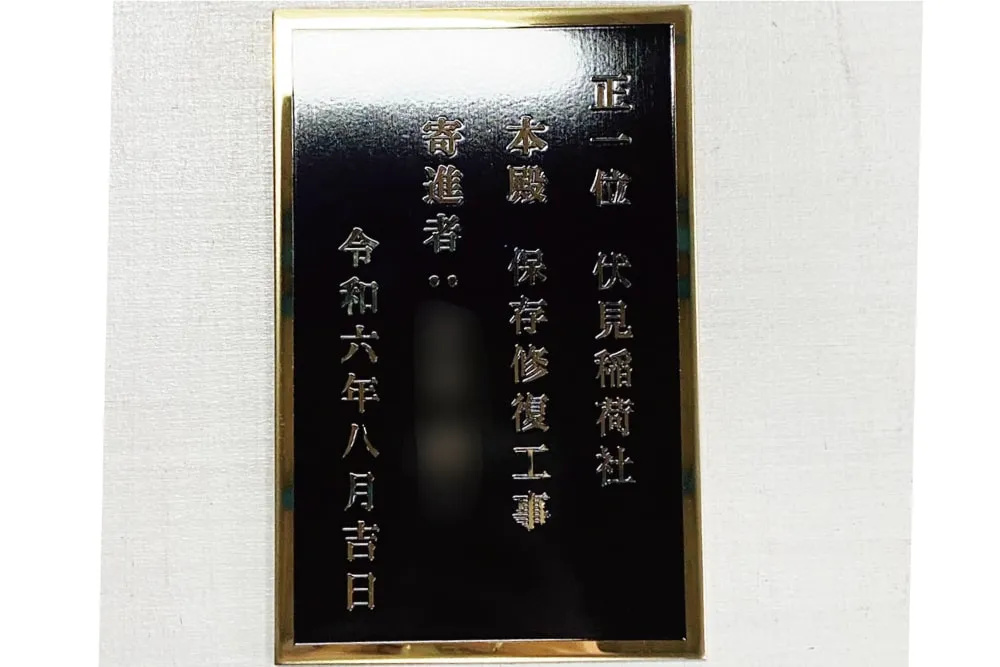 正一位　伏見稲荷社
本殿　保存修復工事
寄進者：
令和六年八月吉日